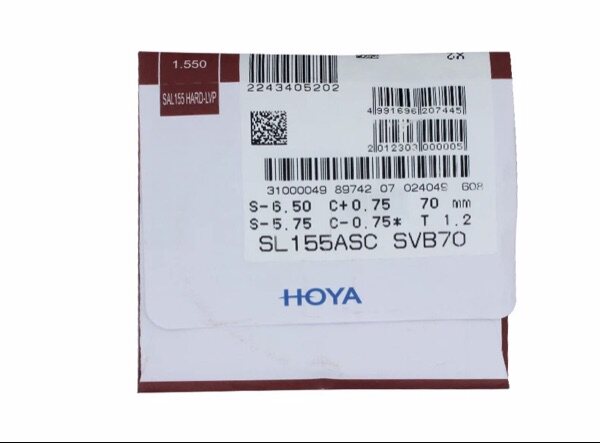 1.550
SAL155 HARD-LVP
X2
2243405202
4 991696 207445
2 012303 000005
31000049 89742 07 024049 608
S-6.50 C+0.75 70 mm
S-5.75 C-0.75* T 1.2
SL155ASC SVB70
HOYA